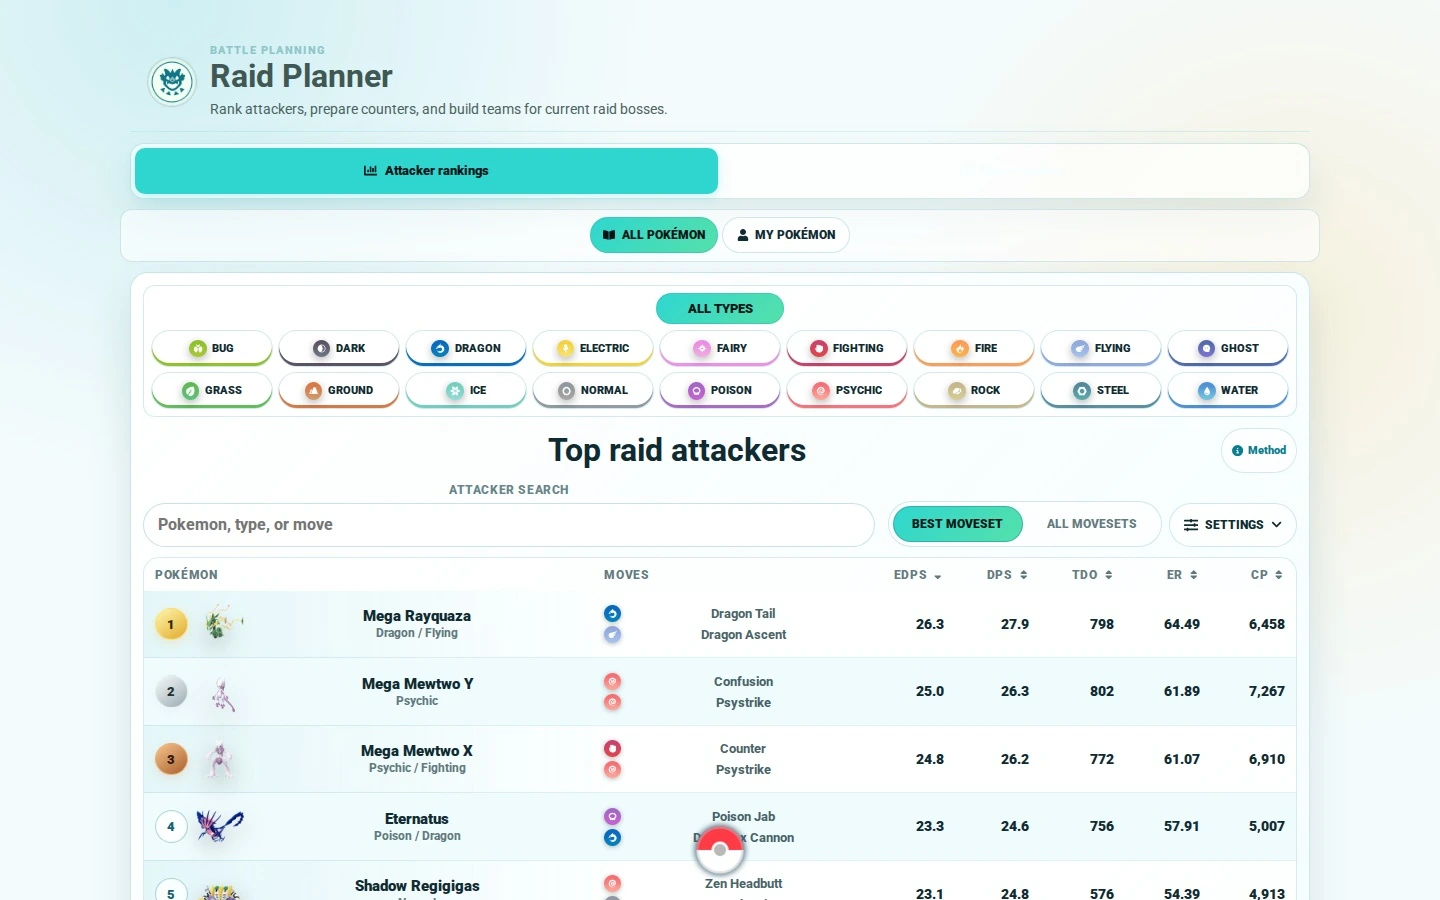 BATTLE PLANNING
Raid Planner
Rank attackers, prepare counters, and build teams for current raid bosses.
Attacker rankings
ALL POKÉMON
MY POKÉMON
ALL TYPES
BUG
DARK
DRAGON
ELECTRIC
FAIRY
FIGHTING
FIRE
FLYING
GHOST
GRASS
GROUND
ICE
NORMAL
POISON
PSYCHIC
ROCK
STEEL
WATER
Top raid attackers
Method
ATTACKER SEARCH
Pokemon, type, or move
BEST MOVESET
ALL MOVESETS
SETTINGS
POKÉMON MOVES EDPS DPS TDO ER CP
1 Mega Rayquaza Dragon Tail 26.3 27.9 798 64.49 6,458
Dragon / Flying Dragon Ascent
2 Mega Mewtwo Y Confusion 25.0 26.3 802 61.89 7,267
Psychic Psystrike
3 Mega Mewtwo X Counter 24.8 26.2 772 61.07 6,910
Psychic / Fighting Psystrike
4 Eternatus Poison Jab 23.3 24.6 756 57.91 5,007
Poison / Dragon Cannon
5 Shadow Regigigas Zen Headbutt 23.1 24.8 576 54.39 4,913